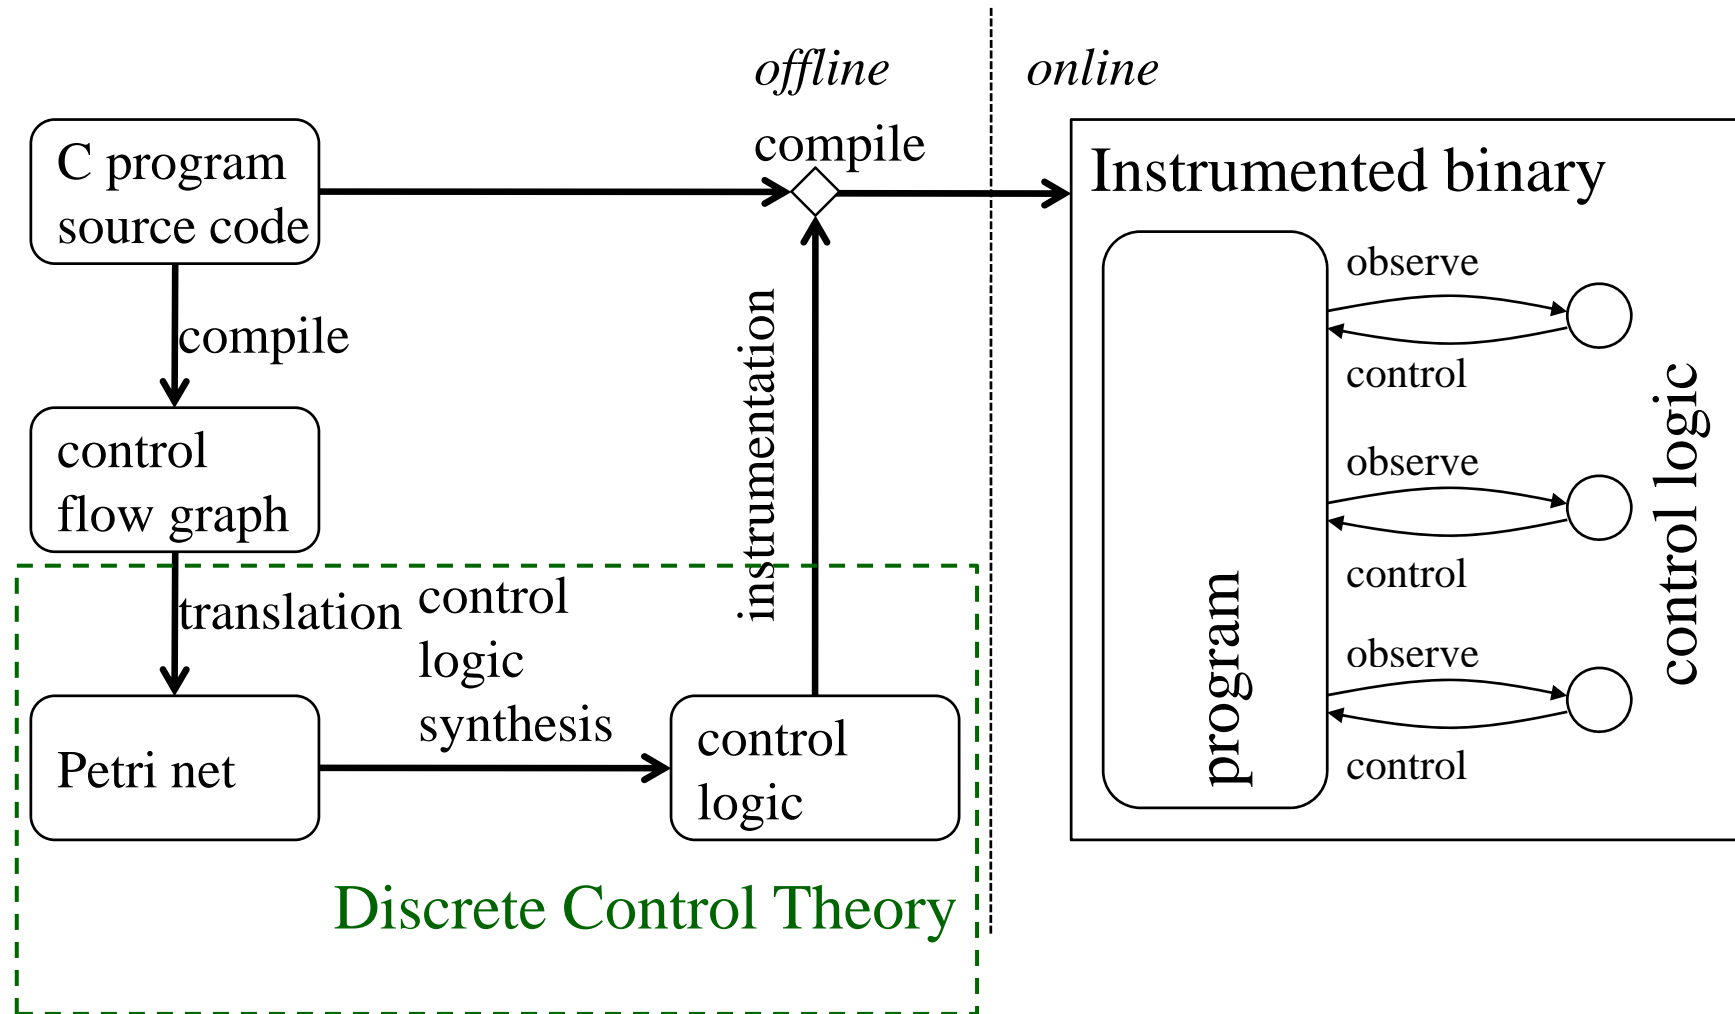 offline
online
compile
C program
source code
Instrumented binary
compile
control
flow graph
translation
control
logic
synthesis
Petri net
control
logic
instrumentation
Discrete Control Theory
program
observe
control
observe
control
observe
control
control logic